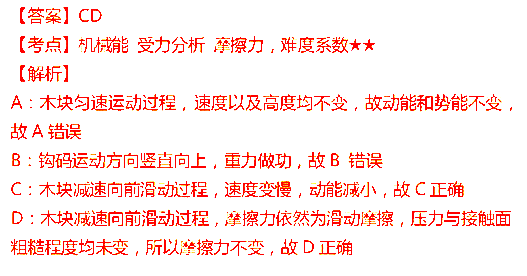 【答案】CD
【考点】机械能 受力分析 摩擦力，难度系数★★
【解析】
A：木块匀速运动过程，速度以及高度均不变，故动能和势能不变，
故 A 错误
B：钩码运动方向竖直向上，重力做功，故 B 错误
C：木块减速向前滑动过程，速度变慢，动能减小，故 C 正确
D：木块减速向前滑动过程，摩擦力依然为滑动摩擦，压力与接触面
粗糙程度均未变，所以摩擦力不变，故 D 正确